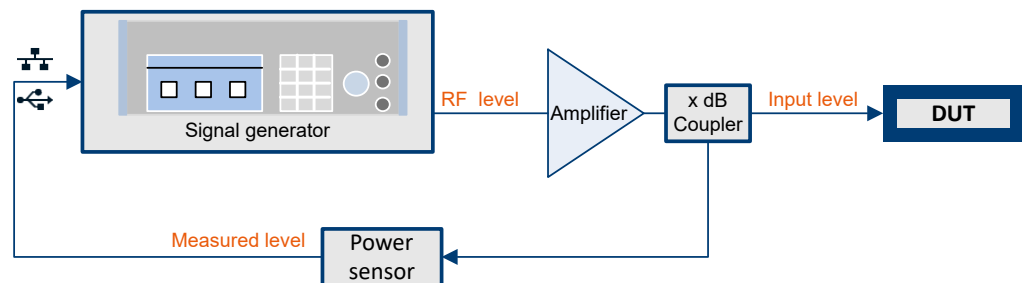 Signal generator
RF level
Amplifier
x dB
Coupler
Input level
DUT
Measured level
Power
sensor